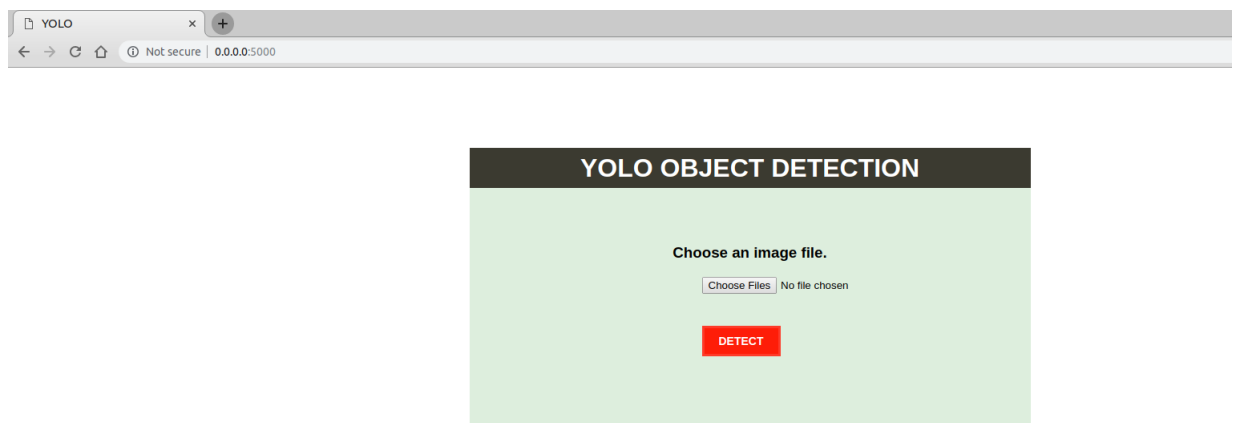 YOLO
Not secure | 0.0.0.0:5000
YOLO OBJECT DETECTION
Choose an image file.
Choose Files No file chosen
DETECT